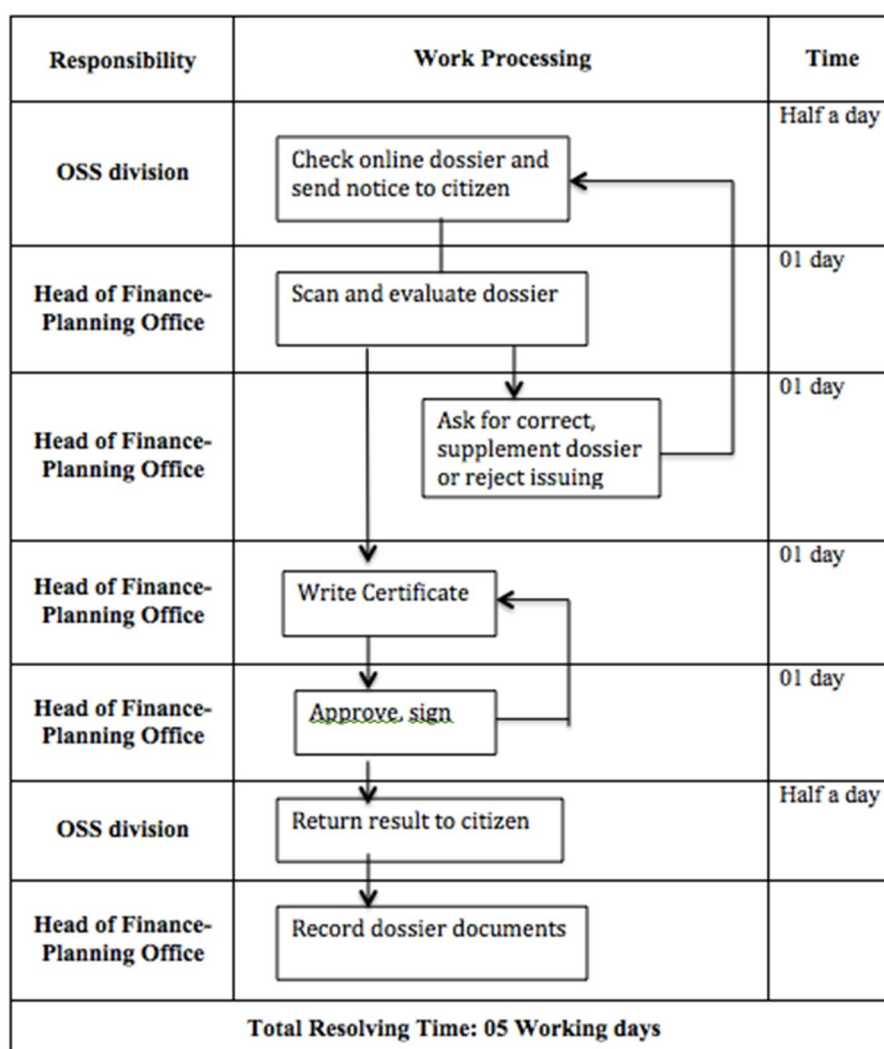 Responsibility
Work Processing
Time
OSS division
Check online dossier and
send notice to citizen
Half a day
Head of Finance-
Planning Office
Scan and evaluate dossier
01 day
Head of Finance-
Planning Office
Ask for correct,
supplement dossier
or reject issuing
01 day
Head of Finance-
Planning Office
Write Certificate
01 day
Head of Finance-
Planning Office
Approve, sign
01 day
OSS division
Return result to citizen
Half a day
Head of Finance-
Planning Office
Record dossier documents
Total Resolving Time: 05 Working days